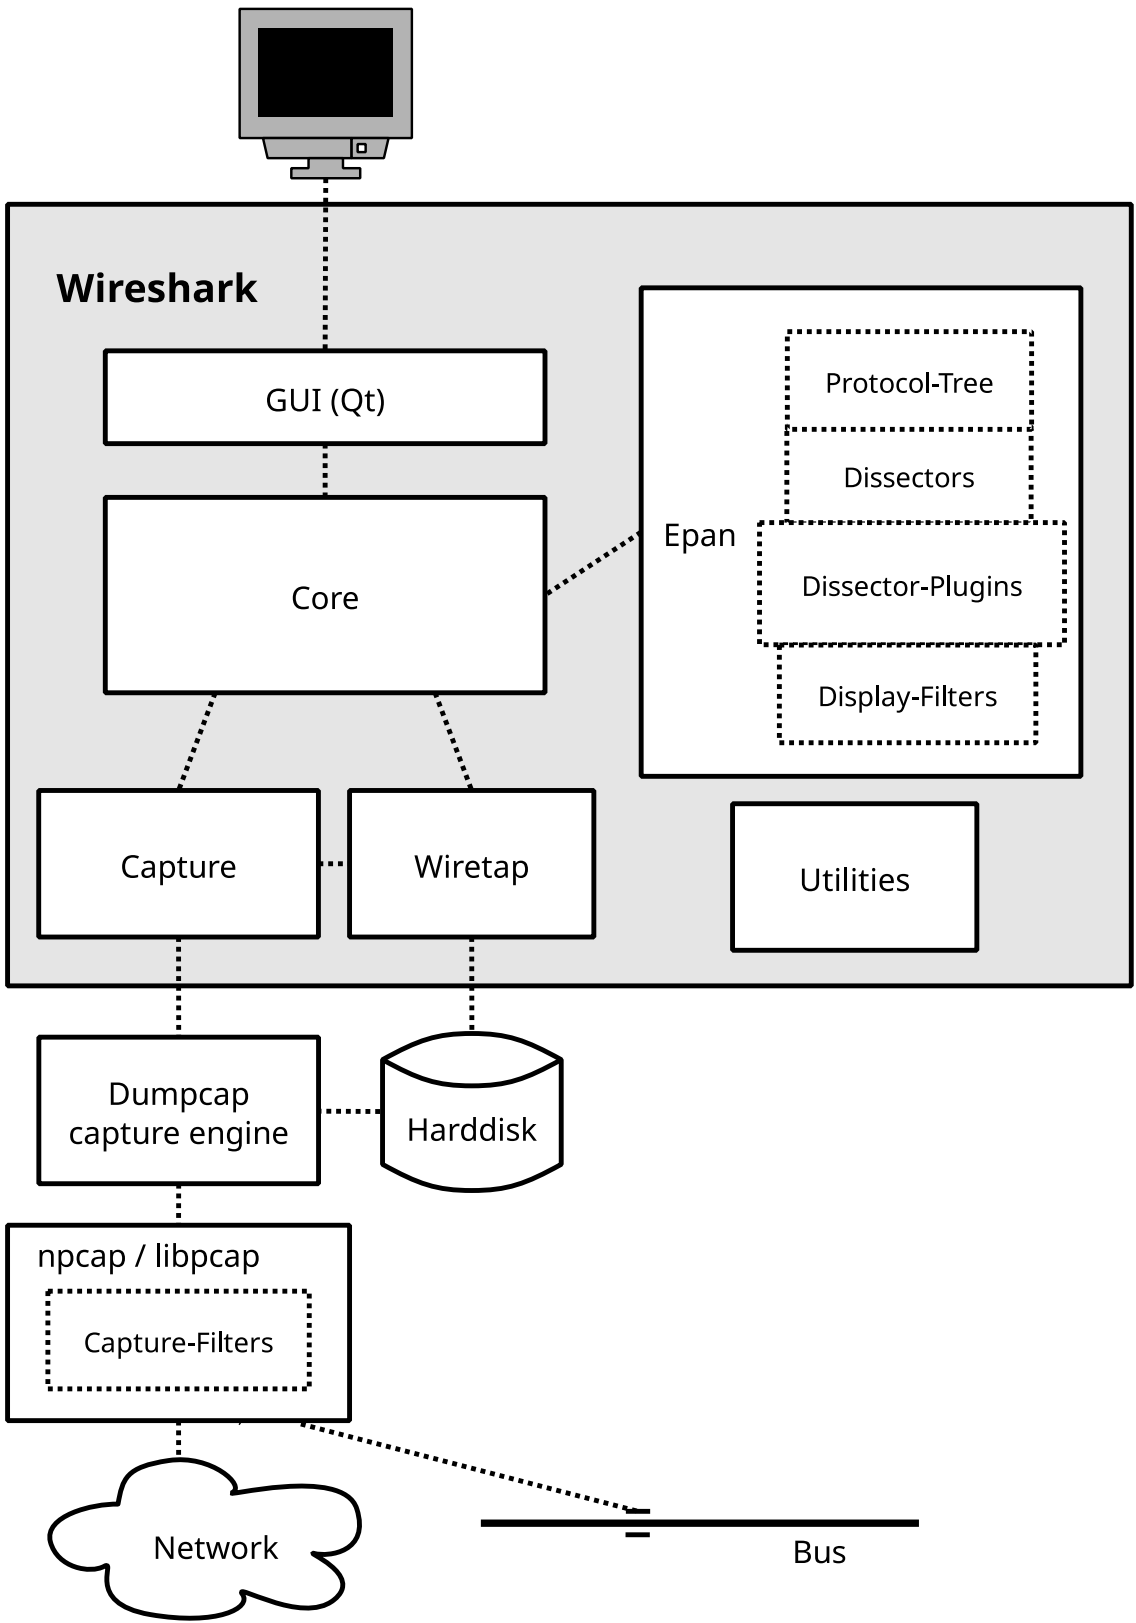 Wireshark
GUI (Qt)
Core
Epan
Protocol-Tree
Dissectors
Dissector-Plugins
Display-Filters
Capture
Wiretap
Utilities
Dumpcap
capture engine
Harddisk
npcap / libpcap
Capture-Filters
Network
Bus